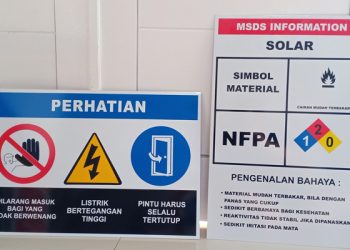 PERHATIAN
DILARANG MASUK
BAGI YANG
TIDAK BERWENANG
LISTRIK
BERTEGANGAN
TINGGI
PINTU HARUS
SELALU
TERTUTUP
MSDS INFORMATION
SOLAR
SIMBOL
MATERIAL
CAIRAN MUDAH TERBAKAR
NFPA
2
1
0
PENGENALAN BAHAYA :
• MATERIAL MUDAH TERBAKAR, BILA DENGAN
PANAS YANG CUKUP
• SEDIKIT BERBAHAYA BAGI KESEHATAN
• REAKTIVITAS TIDAK STABIL JIKA DIPANASKAN
• SEDIKIT IRITASI PADA MATA